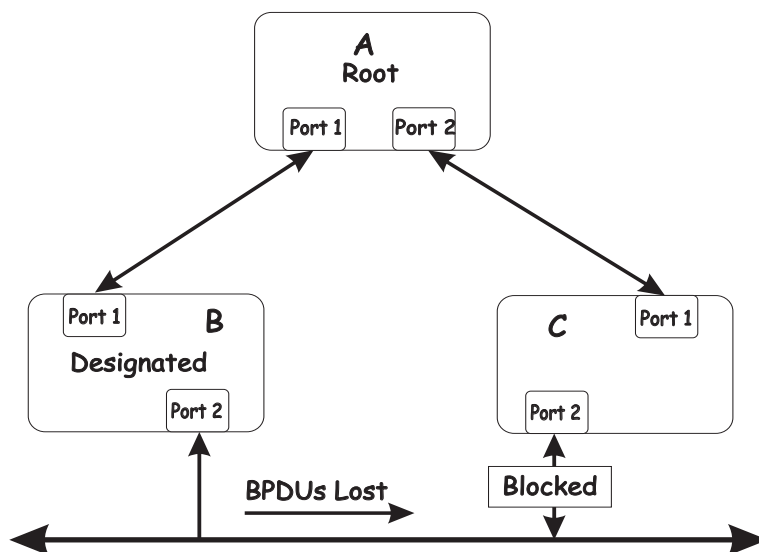 A
Root
Port 1
Port 2
Port 1
B
Designated
Port 2
C
Port 1
Port 2
BPDUs Lost
Blocked